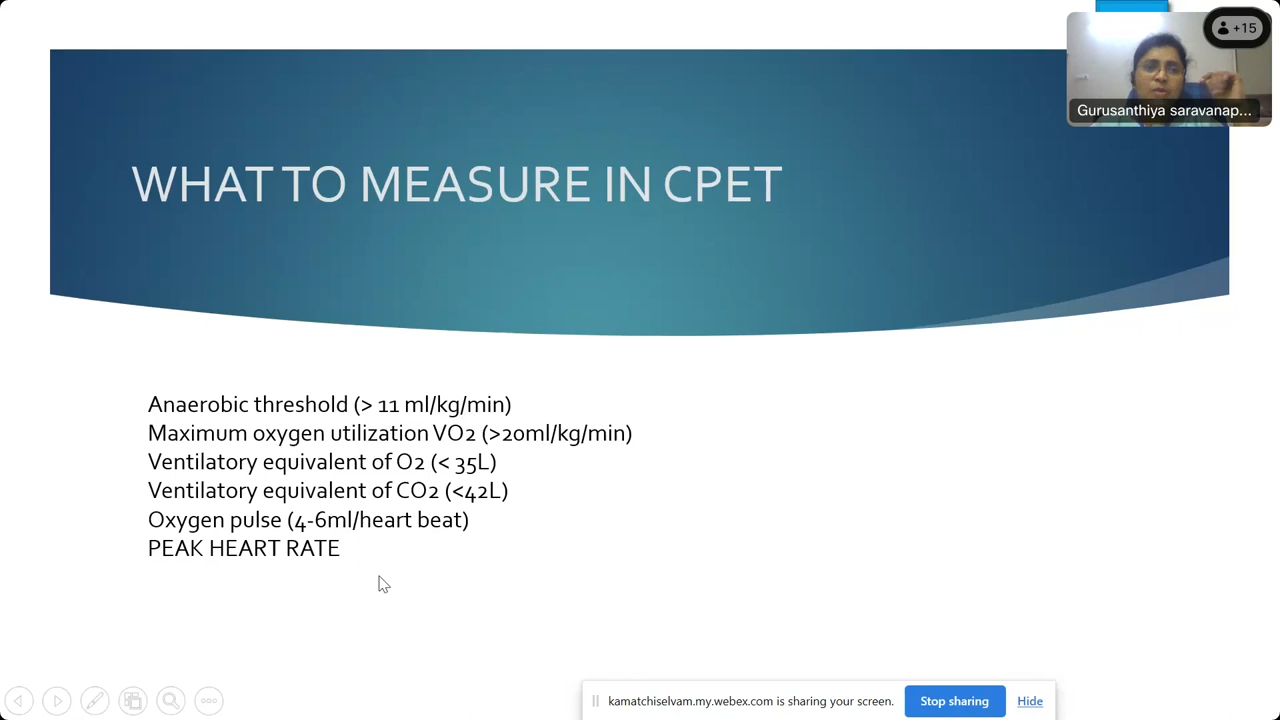 +15
Gurusanthiya saravanap...
WHAT TO MEASURE IN CPET
Anaerobic threshold (> 11 ml/kg/min)
Maximum oxygen utilization VO2 (>20ml/kg/min)
Ventilatory equivalent of O2 (< 35L)
Ventilatory equivalent of CO2 (<42L)
Oxygen pulse (4-6ml/heart beat)
PEAK HEART RATE
kamatchiselvam.my.webex.com is sharing your screen.
Stop sharing
Hide